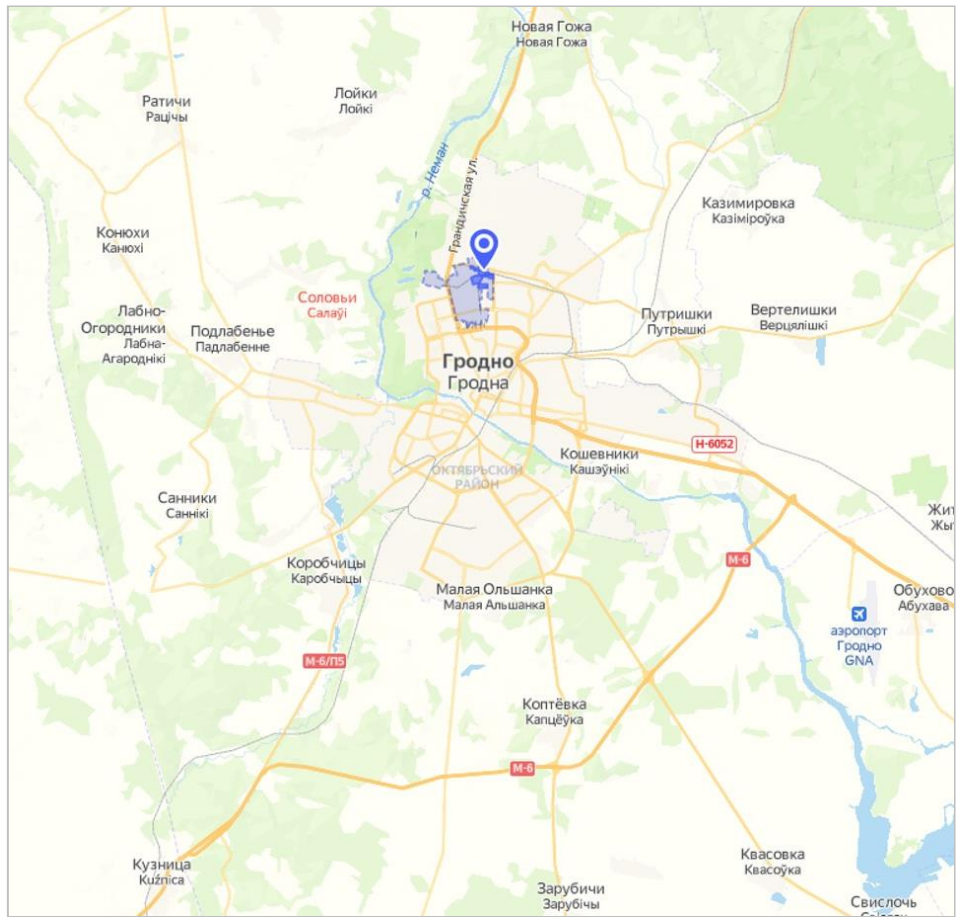 Новая Гожа
Новая Гожа
Лойки
Лойкі
Ратичи
Рацічы
р. Неман
Грандичская ул.
Казимировка
Казіміроўка
Конюхи
Канюхі
Соловьи
Салаўі
Лабно-
Огородники
Лабна-
Агароднікі
Подлабенье
Падлабенне
Путришки
Путрышкі
Вертелишки
Верцялішкі
Гродно
Гродна
Н-6052
Кошевники
Кашэўнікі
ОКТЯБРЬСКИЙ
РАЙОН
Санники
Саннікі
Жит
Жы
М-6
Коробчицы
Каробчыцы
Малая Ольшанка
Малая Альшанка
Обухово
Абухава
аэропорт
Гродно
GNA
М-6/П5
Коптёвка
Капцёўка
М-6
Кузница
Kuźnica
Квасовка
Квасоўка
Зарубичи
Зарубічы
Свислочь